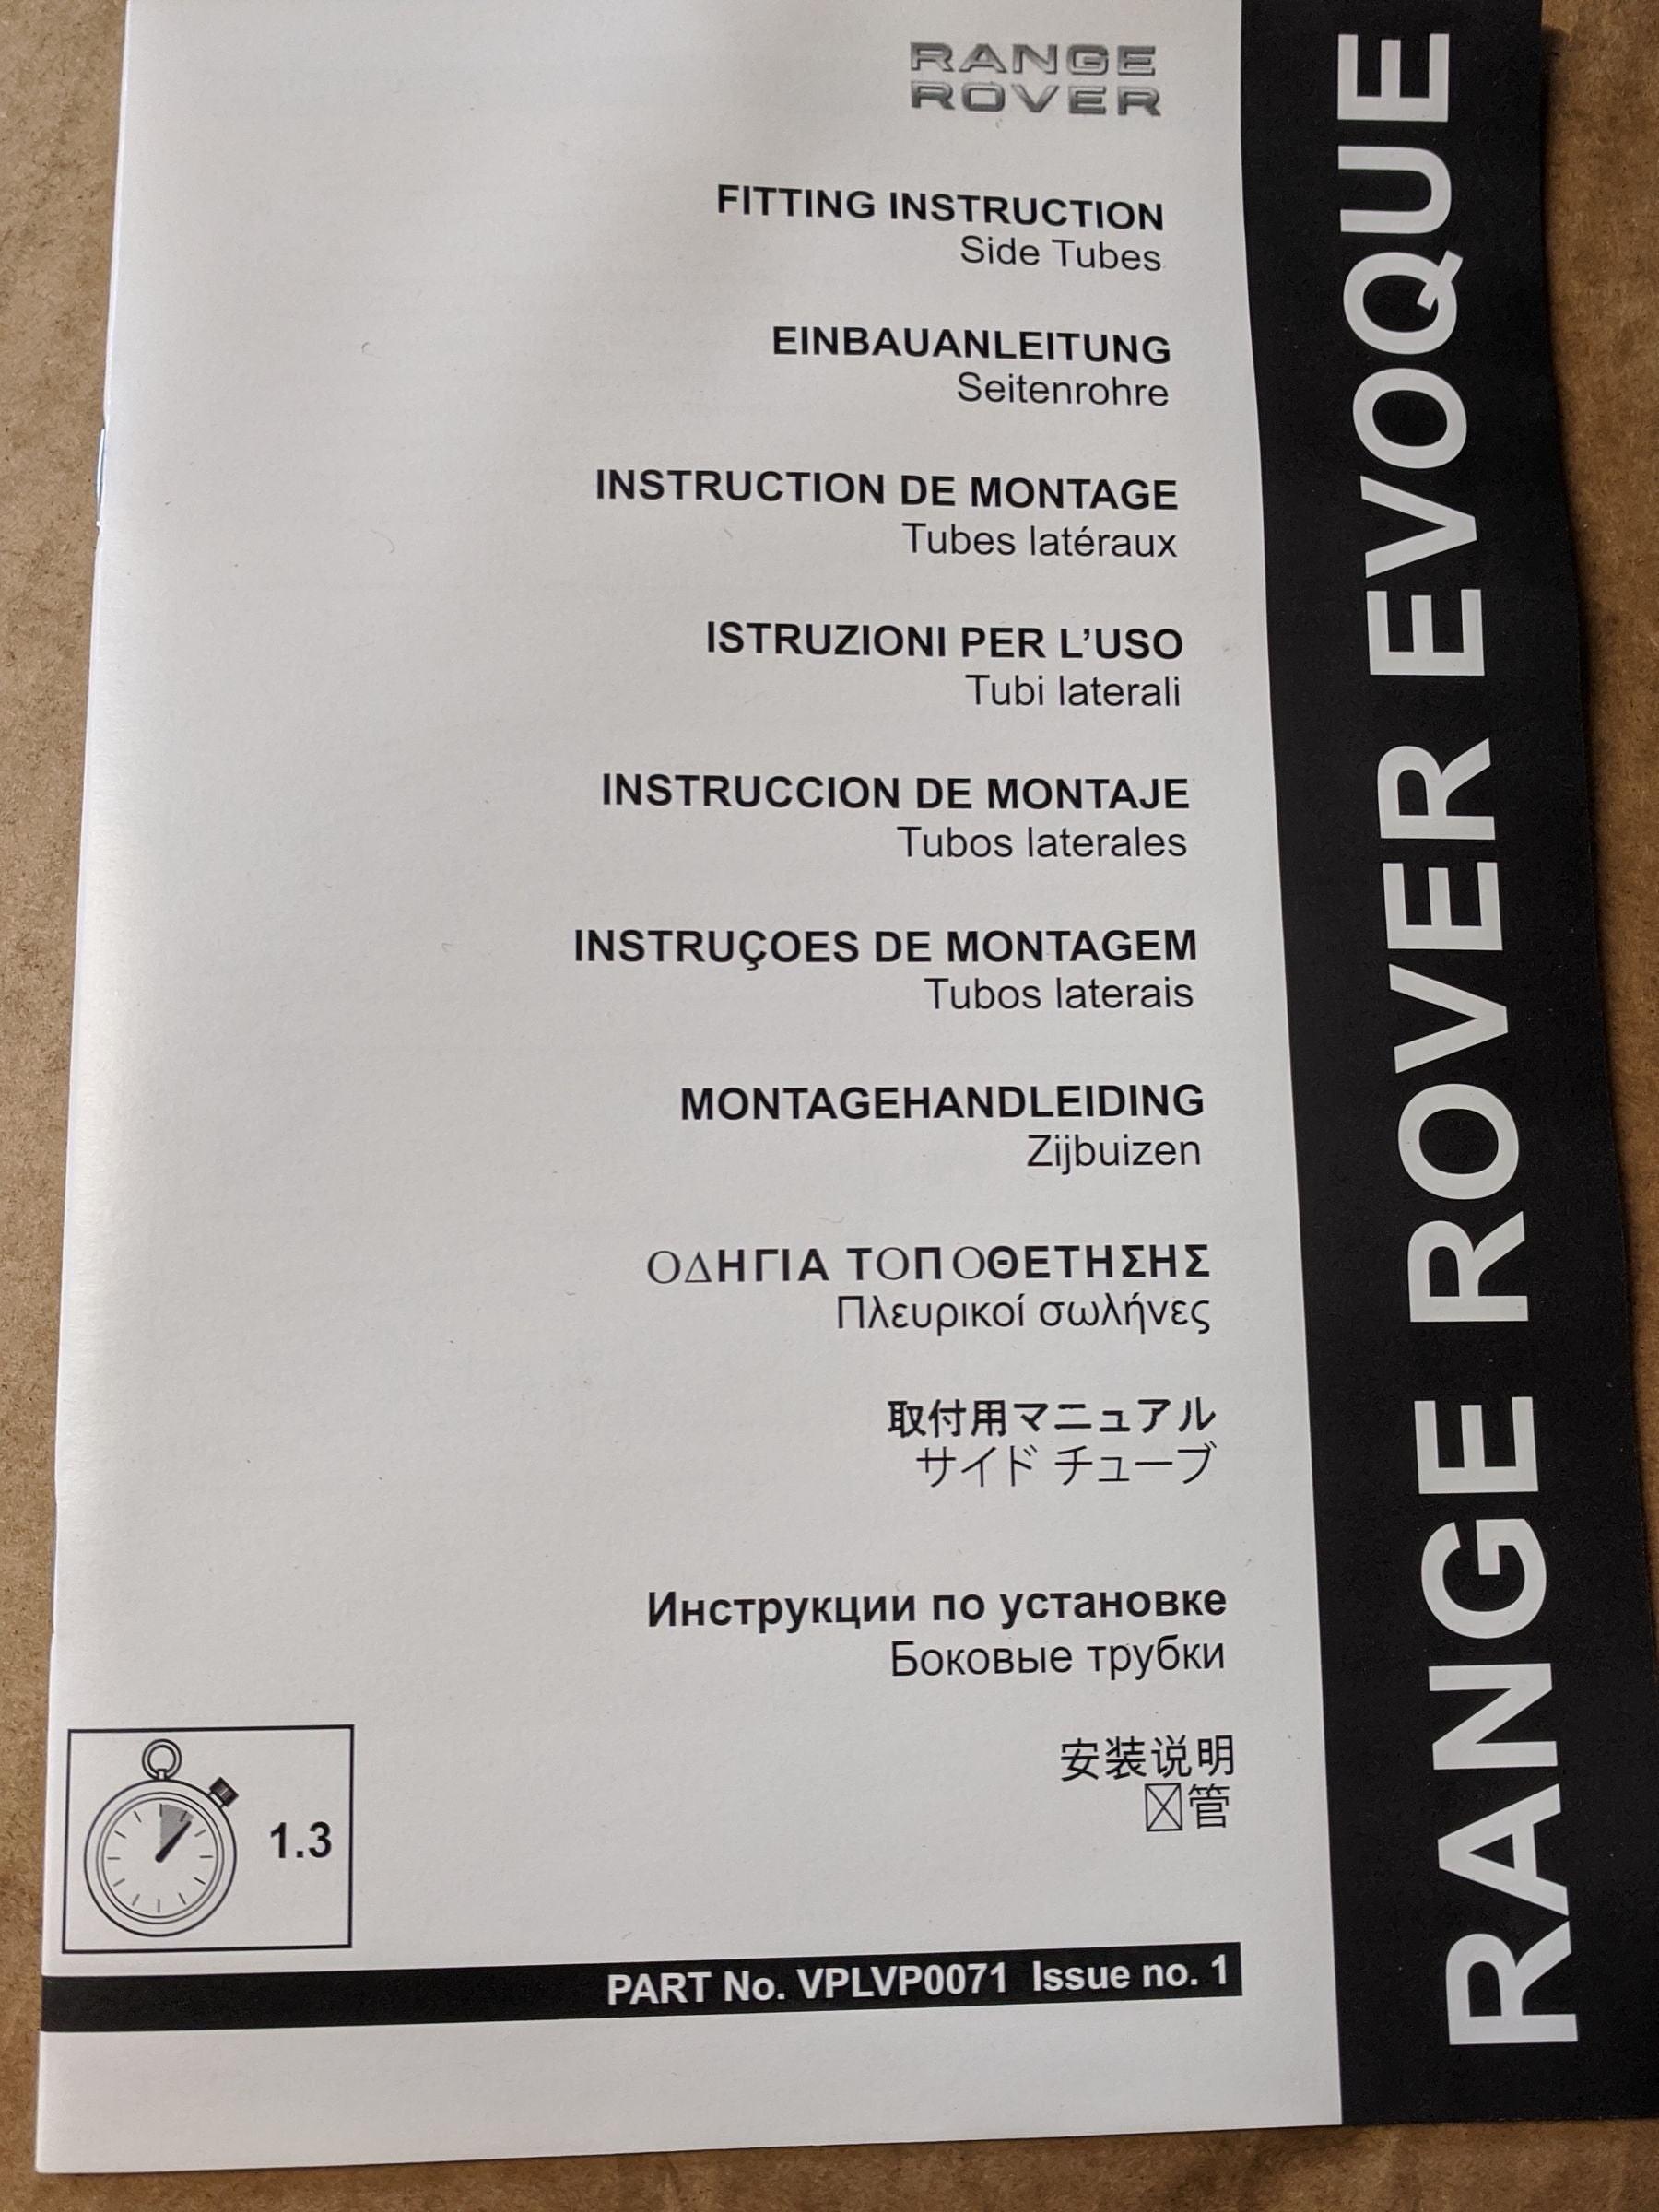 RANGE
ROVER
FITTING INSTRUCTION
Side Tubes
EINBAUANLEITUNG
Seitenrohre
INSTRUCTION DE MONTAGE
Tubes latéraux
ISTRUZIONI PER L’USO
Tubi laterali
INSTRUCCION DE MONTAJE
Tubos laterales
INSTRUÇOES DE MONTAGEM
Tubos laterais
MONTAGEHANDLEIDING
Zijbuizen
ΟΔΗΓΙΑ ΤΟΠΟΘΕΤΗΣΗΣ
Πλευρικοί σωλήνες
取付用マニュアル
サイド チューブ
Инструкции по установке
Боковые трубки
安装说明
管
1.3
PART No. VPLVP0071 Issue no. 1
RANGE ROVER EVOQUE